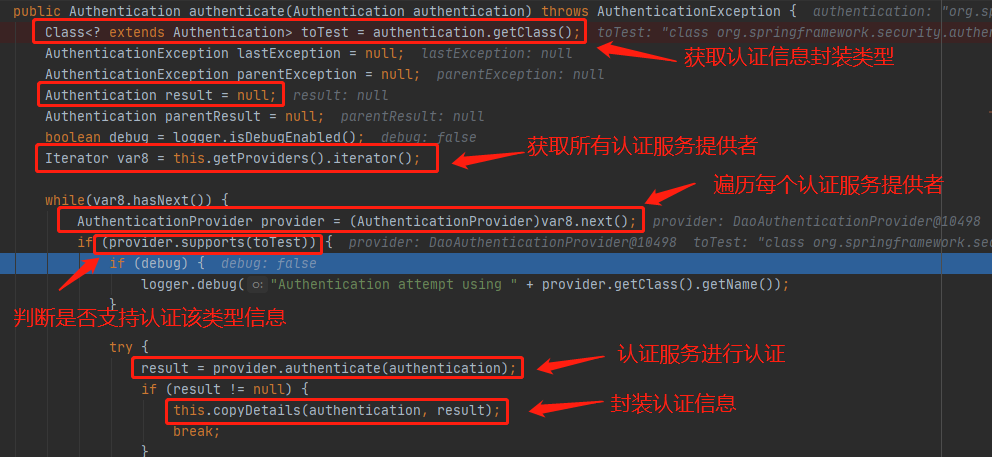 public Authentication authenticate(Authentication authentication) throws AuthenticationException { authentication: "org.sp
Class<? extends Authentication> toTest = authentication.getClass(); toTest: "class org.springframework.security.authen
获取认证信息封装类型
AuthenticationException lastException = null; lastException: null
AuthenticationException parentException = null; parentException: null
Authentication result = null; result: null
Authentication parentResult = null; parentResult: null
boolean debug = logger.isDebugEnabled(); debug: false
获取所有认证服务提供者
Iterator var8 = this.getProviders().iterator();
遍历每个认证服务提供者
while(var8.hasNext()) {
AuthenticationProvider provider = (AuthenticationProvider)var8.next(); provider: DaoAuthenticationProvider@10498
if (provider.supports(toTest)) { provider: DaoAuthenticationProvider@10498 toTest: "class org.springframework.sec
if (debug) { debug: false
logger.debug( o: "Authentication attempt using " + provider.getClass().getName());
}
判断是否支持认证该类型信息
try {
认证服务进行认证
result = provider.authenticate(authentication);
if (result != null) {
封装认证信息
this.copyDetails(authentication, result);
break;
}